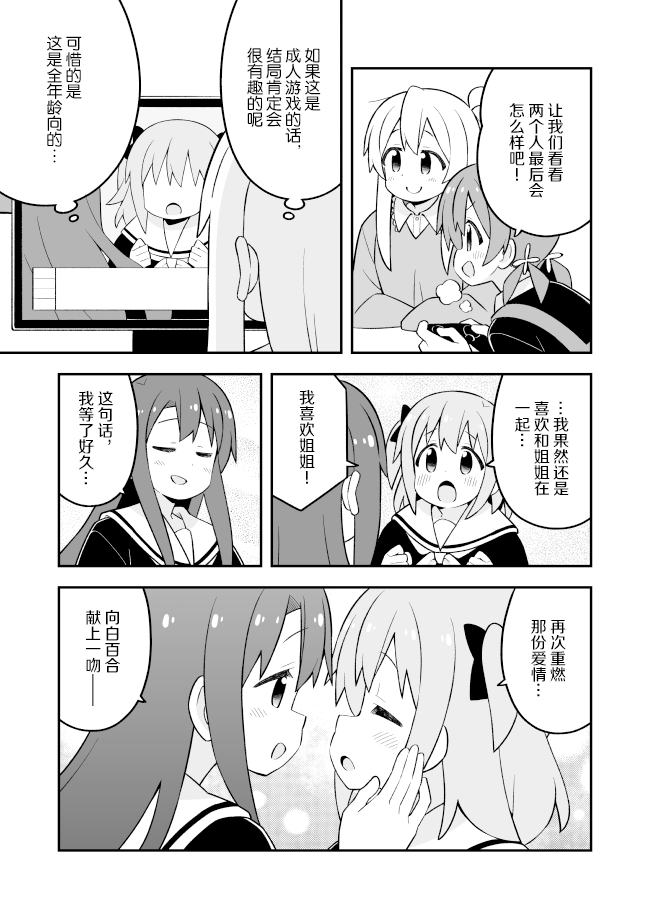 让我们看看
两个人最后会
怎么样吧！
如果这是
成人游戏的话，
结局肯定会
很有趣的呢
可惜的是
这是全年龄向的…
…我果然还是
喜欢和姐姐在
一起…
我喜欢姐姐！
这句话，
我等了好久…
再次重燃
那份爱情…
向白百合
献上一吻
——